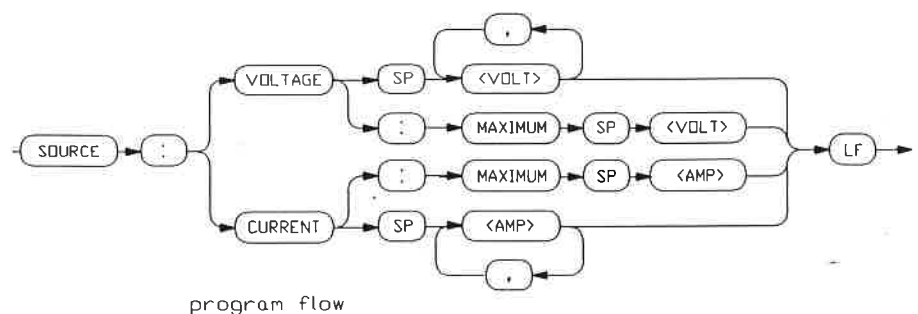 ,
VOLTAGE SP <VOLT>
: MAXIMUM SP <VOLT>
SOURCE : LF
: MAXIMUM SP <AMP>
CURRENT SP <AMP>
,
program flow